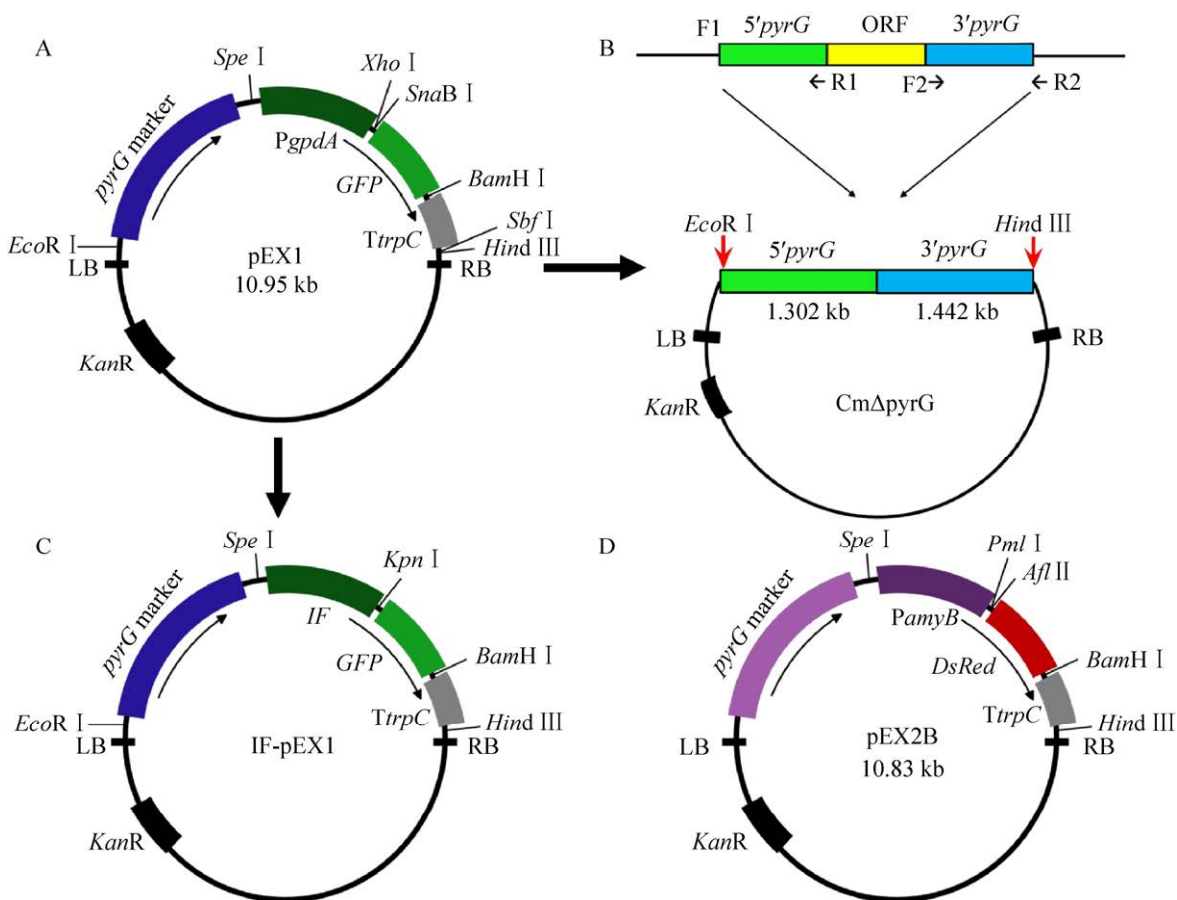 A
Spe Ⅰ
Xho Ⅰ
SnaB Ⅰ
PgpdA
pyrG marker
GFP
BamH Ⅰ
TtrpC
Sbf Ⅰ
Hind Ⅲ
EcoR Ⅰ
LB
RB
pEX1
10.95 kb
KanR
B
F1
5'pyrG
ORF
3'pyrG
←R1
F2→
←R2
EcoR Ⅰ
Hind Ⅲ
5'pyrG
3'pyrG
1.302 kb
1.442 kb
LB
RB
KanR
CmΔpyrG
C
Spe Ⅰ
Kpn Ⅰ
IF
pyrG marker
GFP
BamH Ⅰ
TtrpC
EcoR Ⅰ
Hind Ⅲ
LB
RB
IF-pEX1
KanR
D
Spe Ⅰ
Pml Ⅰ
Afl Ⅱ
PamyB
pyrG marker
DsRed
BamH Ⅰ
TtrpC
Hind Ⅲ
LB
RB
pEX2B
10.83 kb
KanR